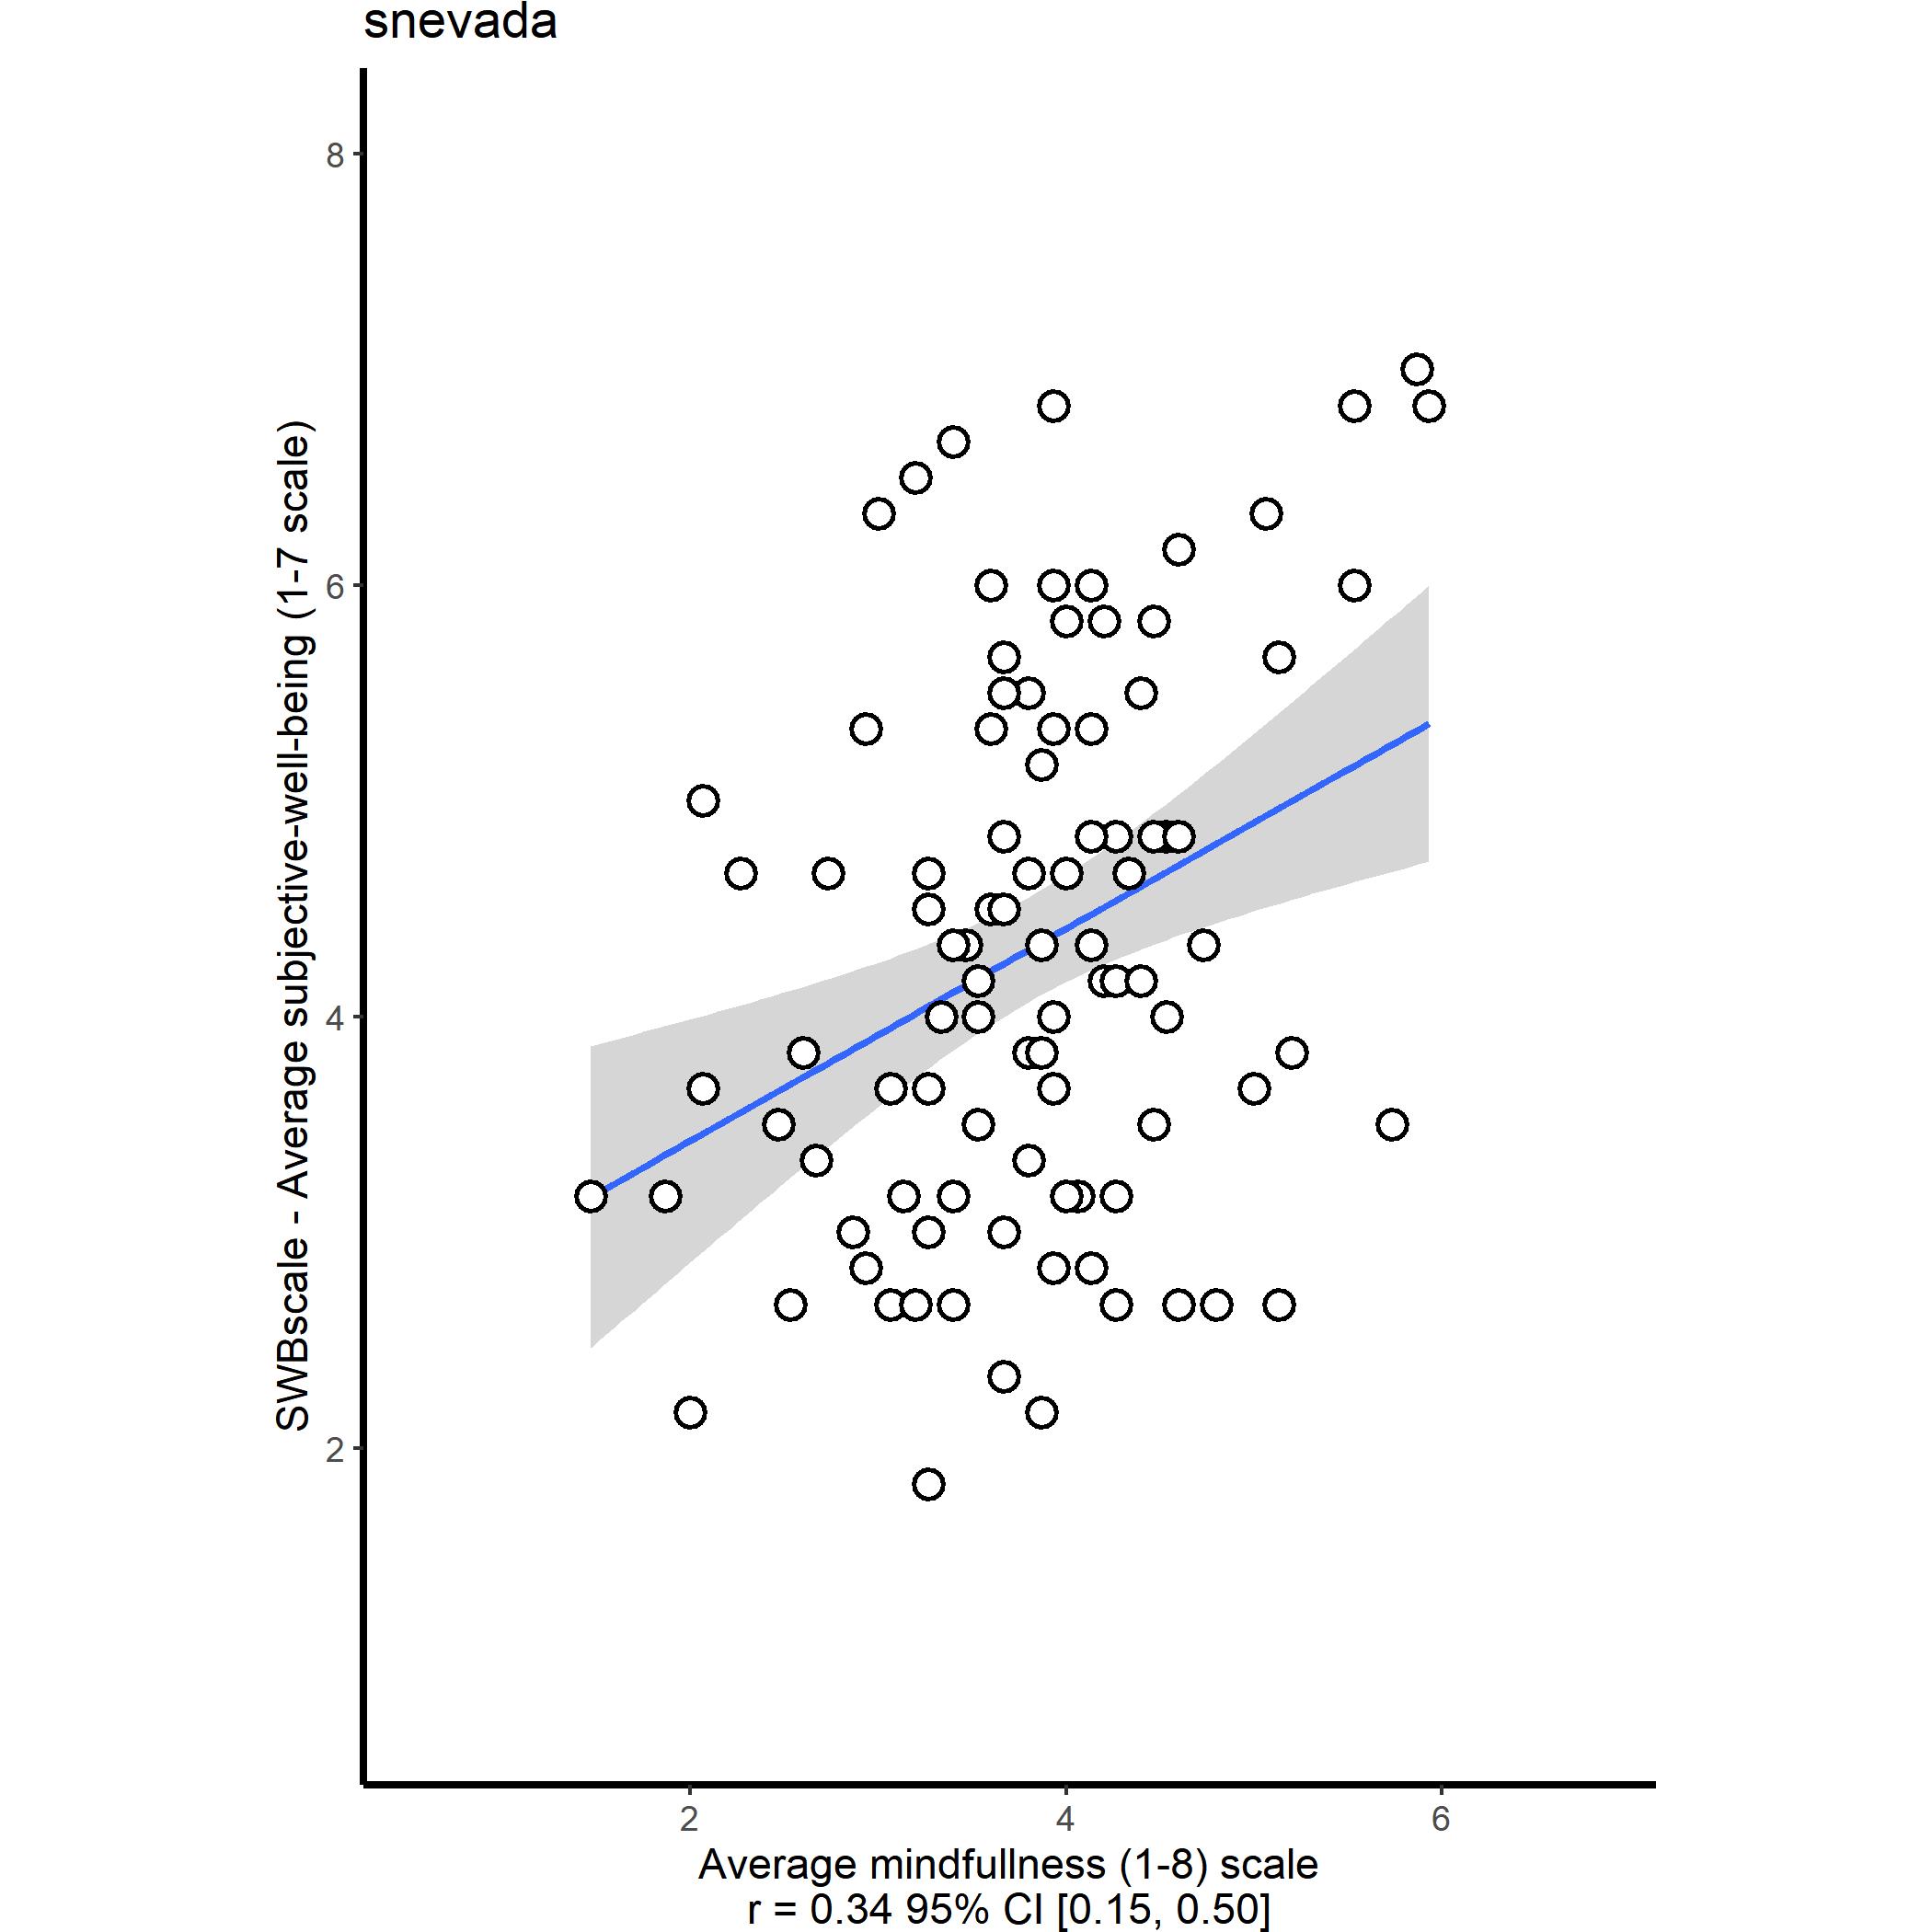 snevada
8
6
4
2
SWBscale - Average subjective-well-being (1-7 scale)
2 4 6
Average mindfullness (1-8) scale
r = 0.34 95% CI [0.15, 0.50]